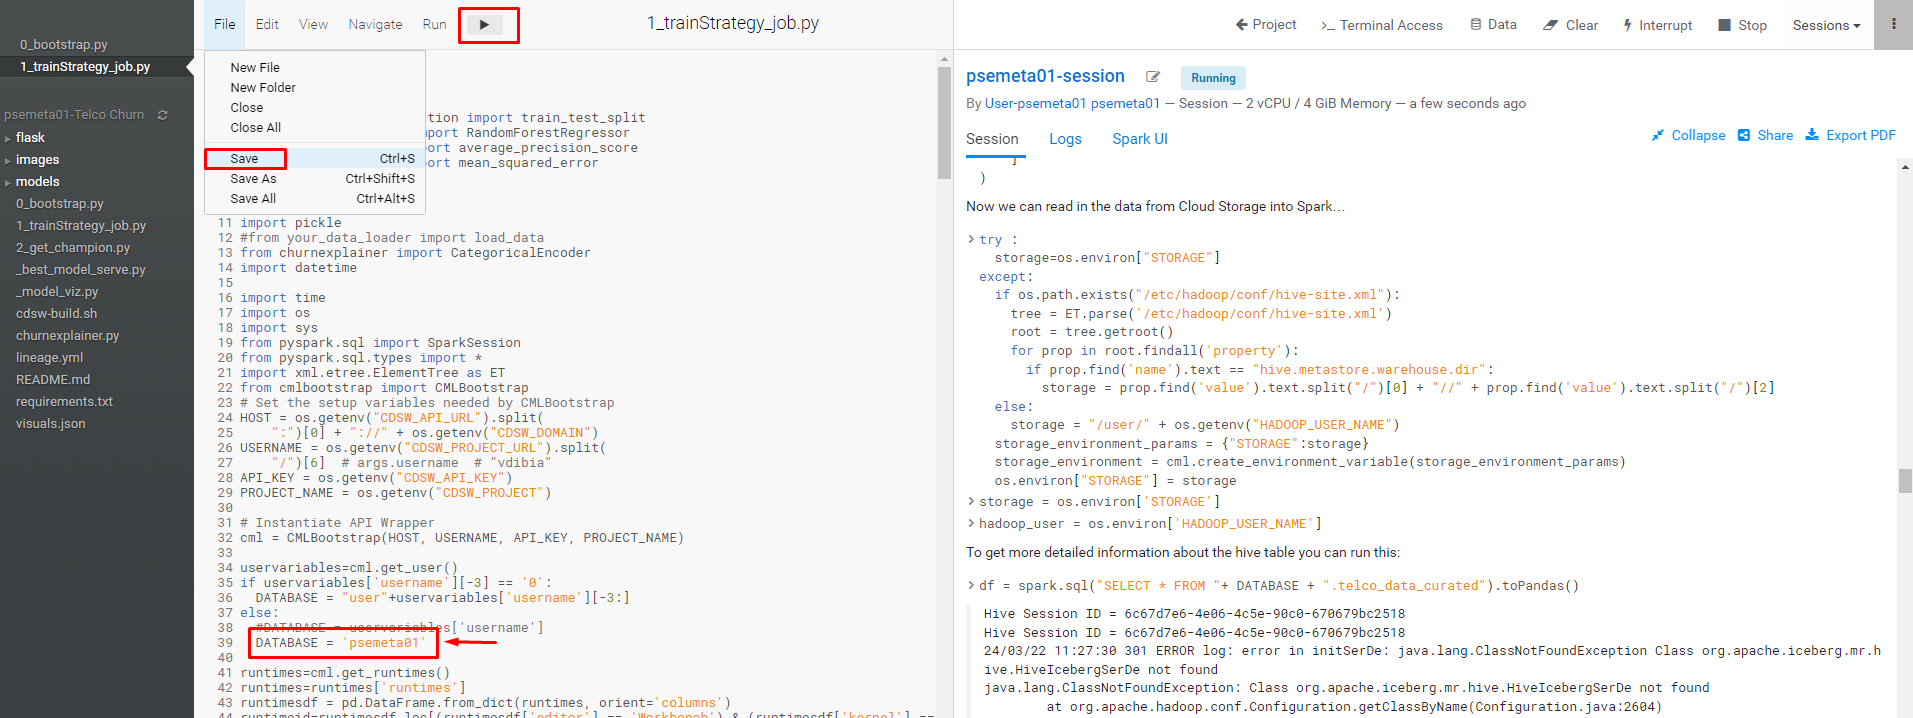 0_bootstrap.py
1_trainStrategy_job.py
psemeta01-Telco Churn
flask
images
models
0_bootstrap.py
1_trainStrategy_job.py
2_get_champion.py
_best_model_serve.py
_model_viz.py
cdsw-build.sh
churnexplainer.py
lineage.yml
README.md
requirements.txt
visuals.json
File Edit View Navigate Run 1_trainStrategy_job.py
New File
New Folder
Close
Close All
Save Ctrl+S
Save As Ctrl+Shift+S
Save All Ctrl+Alt+S
tion import train_test_split
port RandomForestRegressor
port average_precision_score
port mean_squared_error
11 import pickle
12 #from your_data_loader import load_data
13 from churnexplainer import CategoricalEncoder
14 import datetime
15
16 import time
17 import os
18 import sys
19 from pyspark.sql import SparkSession
20 from pyspark.sql.types import *
21 import xml.etree.ElementTree as ET
22 from cmlbootstrap import CMLBootstrap
23 # Set the setup variables needed by CMLBootstrap
24 HOST = os.getenv("CDSW_API_URL").split(
25     ":")[0] + "://" + os.getenv("CDSW_DOMAIN")
26 USERNAME = os.getenv("CDSW_PROJECT_URL").split(
27     "/")[6]  # args.username  # "vdibia"
28 API_KEY = os.getenv("CDSW_API_KEY")
29 PROJECT_NAME = os.getenv("CDSW_PROJECT")
30
31 # Instantiate API Wrapper
32 cml = CMLBootstrap(HOST, USERNAME, API_KEY, PROJECT_NAME)
33
34 uservariables=cml.get_user()
35 if uservariables['username'][-3] == '0':
36   DATABASE = "user"+uservariables['username'][-3:]
37 else:
38   #DATABASE = uservariables['username']
39   DATABASE = 'psemeta01'
40
41 runtimes=cml.get_runtimes()
42 runtimes=runtimes['runtimes']
43 runtimesdf = pd.DataFrame.from_dict(runtimes, orient='columns')
44 runtimeid=runtimesdf.loc[(runtimesdf['editor'] == 'Workbench') & (runtimesdf['kernel'] ==
Project Terminal Access Data Clear Interrupt Stop Sessions
psemeta01-session Running
By User-psemeta01 psemeta01 — Session — 2 vCPU / 4 GiB Memory — a few seconds ago
Session Logs Spark UI Collapse Share Export PDF
]
)
Now we can read in the data from Cloud Storage into Spark…
try :
  storage=os.environ["STORAGE"]
except:
  if os.path.exists("/etc/hadoop/conf/hive-site.xml"):
    tree = ET.parse('/etc/hadoop/conf/hive-site.xml')
    root = tree.getroot()
    for prop in root.findall('property'):
      if prop.find('name').text == "hive.metastore.warehouse.dir":
        storage = prop.find('value').text.split("/")[0] + "//" + prop.find('value').text.split("/")[2]
  else:
    storage = "/user/" + os.getenv("HADOOP_USER_NAME")
  storage_environment_params = {"STORAGE":storage}
  storage_environment = cml.create_environment_variable(storage_environment_params)
  os.environ["STORAGE"] = storage
storage = os.environ['STORAGE']
hadoop_user = os.environ['HADOOP_USER_NAME']
To get more detailed information about the hive table you can run this:
df = spark.sql("SELECT * FROM "+ DATABASE + ".telco_data_curated").toPandas()
Hive Session ID = 6c67d7e6-4e06-4c5e-90c0-670679bc2518
Hive Session ID = 6c67d7e6-4e06-4c5e-90c0-670679bc2518
24/03/22 11:27:30 301 ERROR log: error in initSerDe: java.lang.ClassNotFoundException Class org.apache.iceberg.mr.h
ive.HiveIcebergSerDe not found
java.lang.ClassNotFoundException: Class org.apache.iceberg.mr.hive.HiveIcebergSerDe not found
        at org.apache.hadoop.conf.Configuration.getClassByName(Configuration.java:2604)